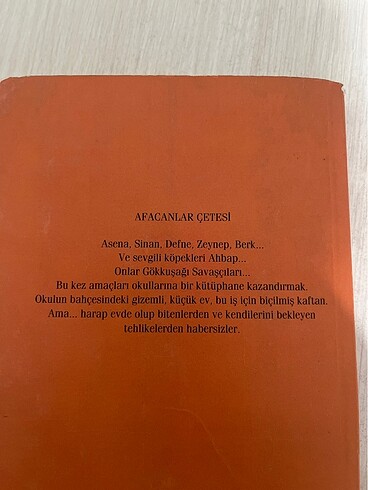 AFACANLAR ÇETESİ
Asena, Sinan, Defne, Zeynep, Berk...
Ve sevgili köpekleri Ahbap...
Onlar Gökkuşağı Savaşçıları...
Bu kez amaçları okullarına bir kütüphane kazandırmak.
Okulun bahçesindeki gizemli, küçük ev, bu iş için biçilmiş kaftan.
Ama... harap evde olup bitenlerden ve kendilerini bekleyen
tehlikelerden habersizler.